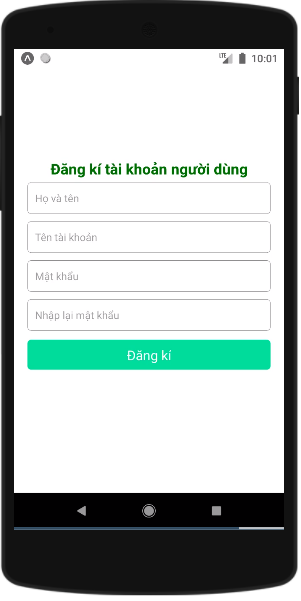 LTE 10:01
Đăng kí tài khoản người dùng
Họ và tên
Tên tài khoản
Mật khẩu
Nhập lại mật khẩu
Đăng kí